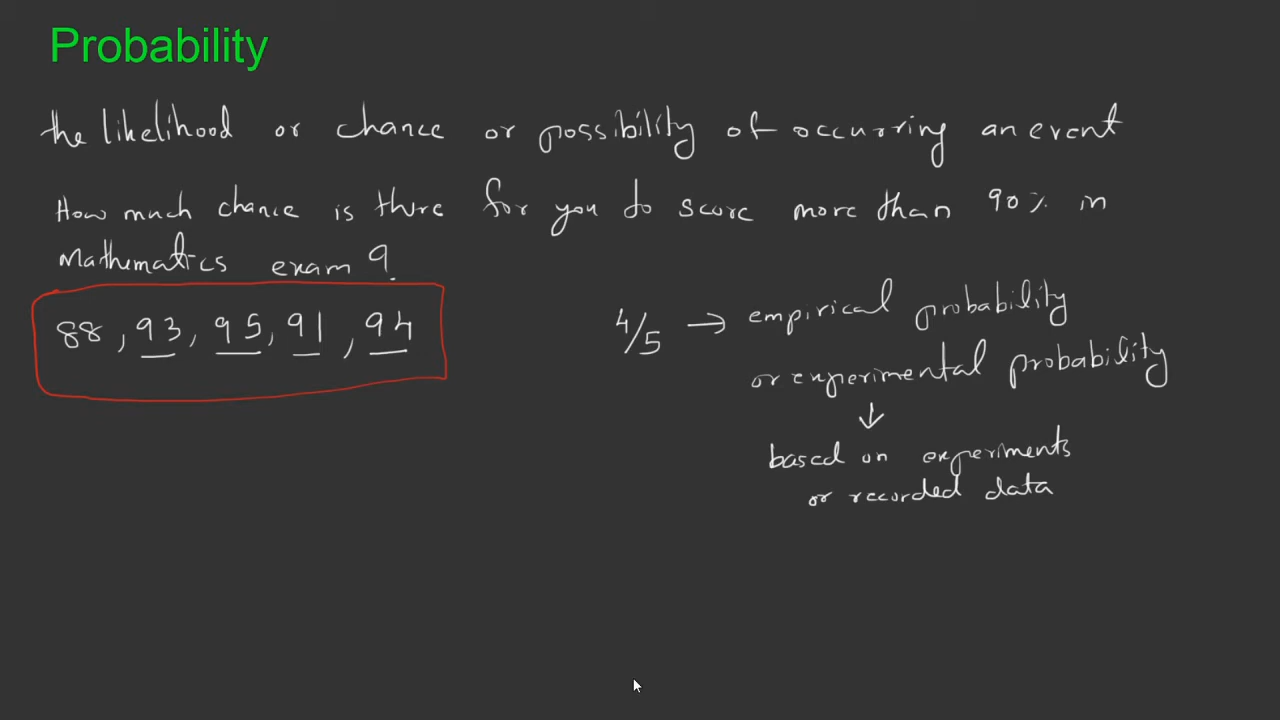 Probability
the likelihood or chance or possibility of occurring an event
How much chance is there for you to score more than 90% in
Mathematics exam ?
88, 93, 95, 91, 94
4/5 → empirical probability
or experimental probability
↓
based on experiments
or recorded data